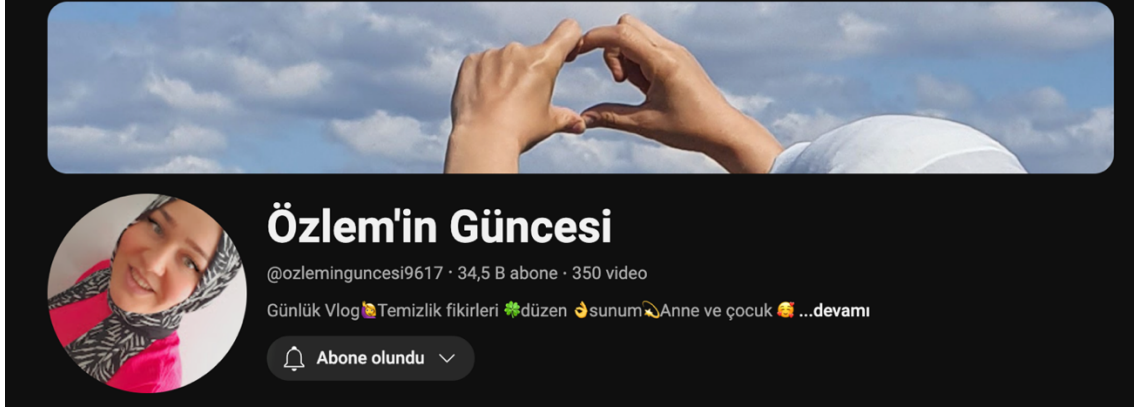 Özlem'in Güncesi
@ozleminguncesi9617 · 34,5 B abone · 350 video
Günlük Vlog🙋‍♀️Temizlik fikirleri 🍀düzen 👌sunum💫Anne ve çocuk 🥰 ...devamı
Abone olundu